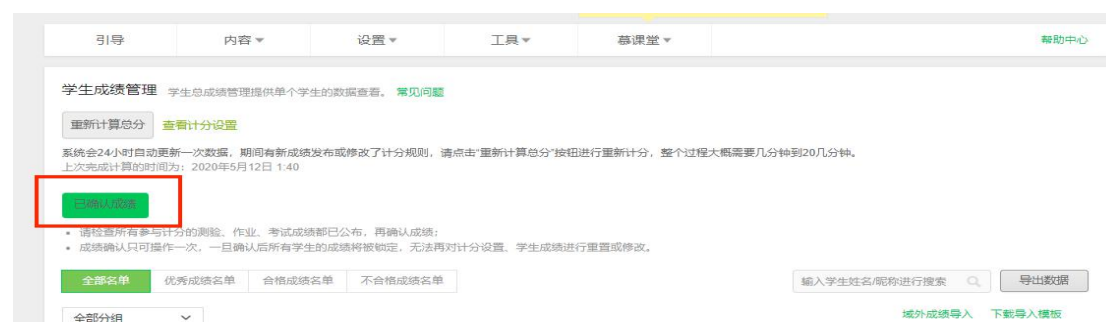 引导 内容 设置 工具 慕课堂 帮助中心
学生成绩管理 学生总成绩管理提供单个学生的数据查看。 常见问题
重新计算总分 查看计分设置
系统会24小时自动更新一次数据，期间有新成绩发布或修改了计分规则，请点击“重新计算总分”按钮进行重新计分，整个过程大概需要几分钟到20几分钟。
上次完成计算的时间为：2020年5月12日 1:40
已确认成绩
• 请检查所有参与计分的测验、作业、考试成绩都已公布，再确认成绩；
• 成绩确认只可操作一次，一旦确认后所有学生的成绩将被锁定，无法再对计分设置、学生成绩进行重置或修改。
全部名单 优秀成绩名单 合格成绩名单 不合格成绩名单 输入学生姓名/昵称进行搜索 导出数据
全部分组 域外成绩导入 下载导入模板